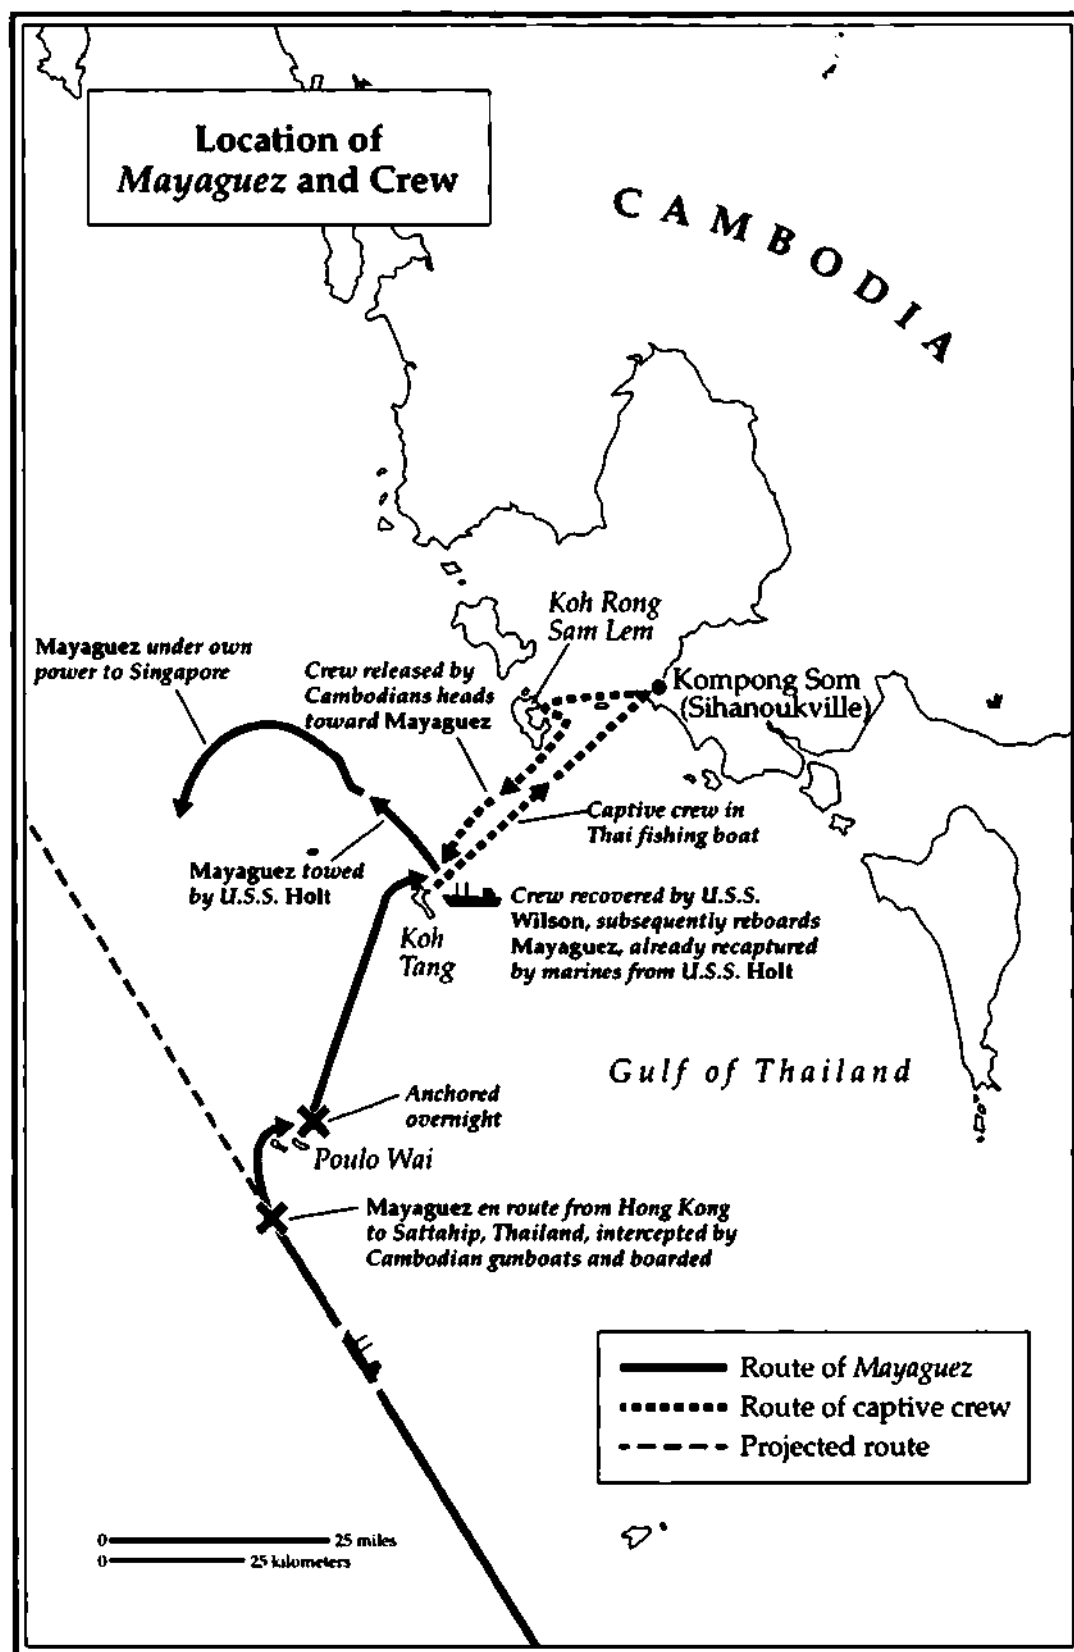 Location of
Mayaguez and Crew
CAMBODIA
Koh Rong
Sam Lem
Mayaguez under own
power to Singapore
Crew released by
Cambodians heads
toward Mayaguez
Kompong Som
(Sihanoukville)
Captive crew in
Thai fishing boat
Mayaguez towed
by U.S.S. Holt
Crew recovered by U.S.S.
Wilson, subsequently reboards
Mayaguez, already recaptured
by marines from U.S.S. Holt
Koh
Tang
Gulf of Thailand
Anchored
overnight
Poulo Wai
Mayaguez en route from Hong Kong
to Sattahip, Thailand, intercepted by
Cambodian gunboats and boarded
Route of Mayaguez
Route of captive crew
Projected route
0 25 miles
0 25 kilometers